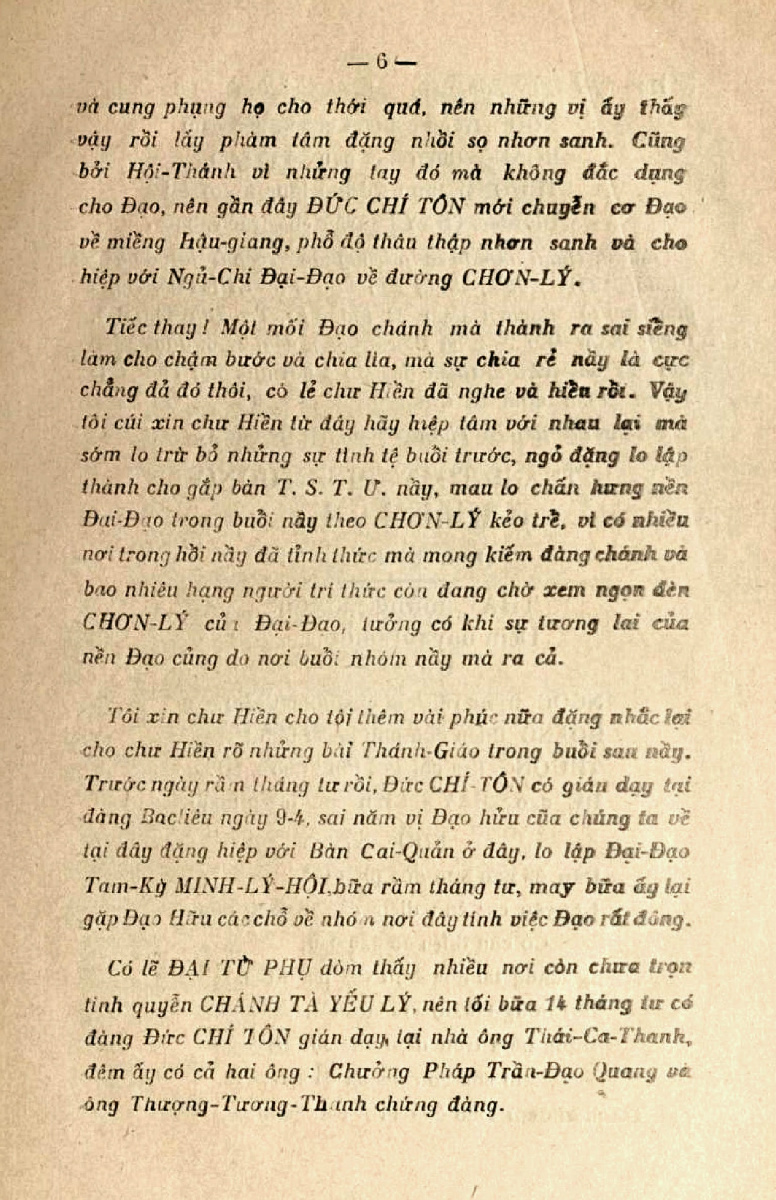 — 6 —
và cung phụng họ cho thới quá, nên những vị ấy thấy
vậy rồi lấy phàm tâm đặng nhồi sọ nhơn sanh. Cũng
bởi Hội-Thánh vì những tay đó mà không đắc dụng
cho Đạo, nên gần đây ĐỨC CHÍ TÔN mới chuyển cơ Đạo
về miềng Hậu-giang, phổ độ thâu thập nhơn sanh và cho
hiệp với Ngủ-Chi Đại-Đạo về đường CHƠN-LÝ.
Tiếc thay! Một mối Đạo chánh mà thành ra sai siềng
làm cho chậm bước và chia lìa, mà sự chia rẻ nầy là cực
chẳng đả đó thôi, có lẻ chư Hiền đã nghe và hiểu rồi. Vậy
tôi cúi xin chư Hiền từ đây hãy hiệp tâm với nhau lại mà
sớm lo trừ bỏ những sự tình tệ buổi trước, ngỏ đặng lo lập
thành cho gấp bàn T. S. T. Ư. nầy, mau lo chấn hưng nền
Đại-Đạo trong buổi nầy theo CHƠN-LÝ kẻo trể, vì có nhiều
nơi trong hồi nầy đã tỉnh thức mà mong kiếm đàng chánh và
bao nhiêu hạng người trí thức còn đang chờ xem ngọn đèn
CHƠN-LÝ của Đại-Đao, tưởng có khi sự tương lai của
nền Đạo củng do nơi buổi nhóm nầy mà ra cả.
Tôi xin chư Hiền cho tôi thêm vài phúc nữa đặng nhắc lại
cho chư Hiền rõ những bài Thánh-Giáo trong buổi sau nầy.
Trước ngày rằm tháng tư rồi, Đức CHÍ-TÔN có giáng dạy tại
đàng Bacliêu ngày 9-4, sai năm vị Đạo hửu của chúng ta về
tại đây đặng hiệp với Bàn Cai-Quản ở đây, lo lập Đại-Đạo
Tam-Kỳ MINH-LÝ-HỘI, bữa rằm tháng tư, may bữa ấy lại
gặp Đạo Hữu các chỗ về nhóm nơi đây tính việc Đạo rất đông.
Có lẽ ĐẠI TỪ PHỤ dòm thấy nhiều nơi còn chưa trọn
tinh quyển CHÁNH TÀ YẾU LÝ, nên tối bữa 14 tháng tư có
đàng Đức CHÍ TÔN giáng dạy, tại nhà ông Thái-Ca-Thanh,
đêm ấy có cả hai ông : Chưởng Pháp Trần-Đạo Quang và
ông Thượng-Tương-Thanh chứng đàng.